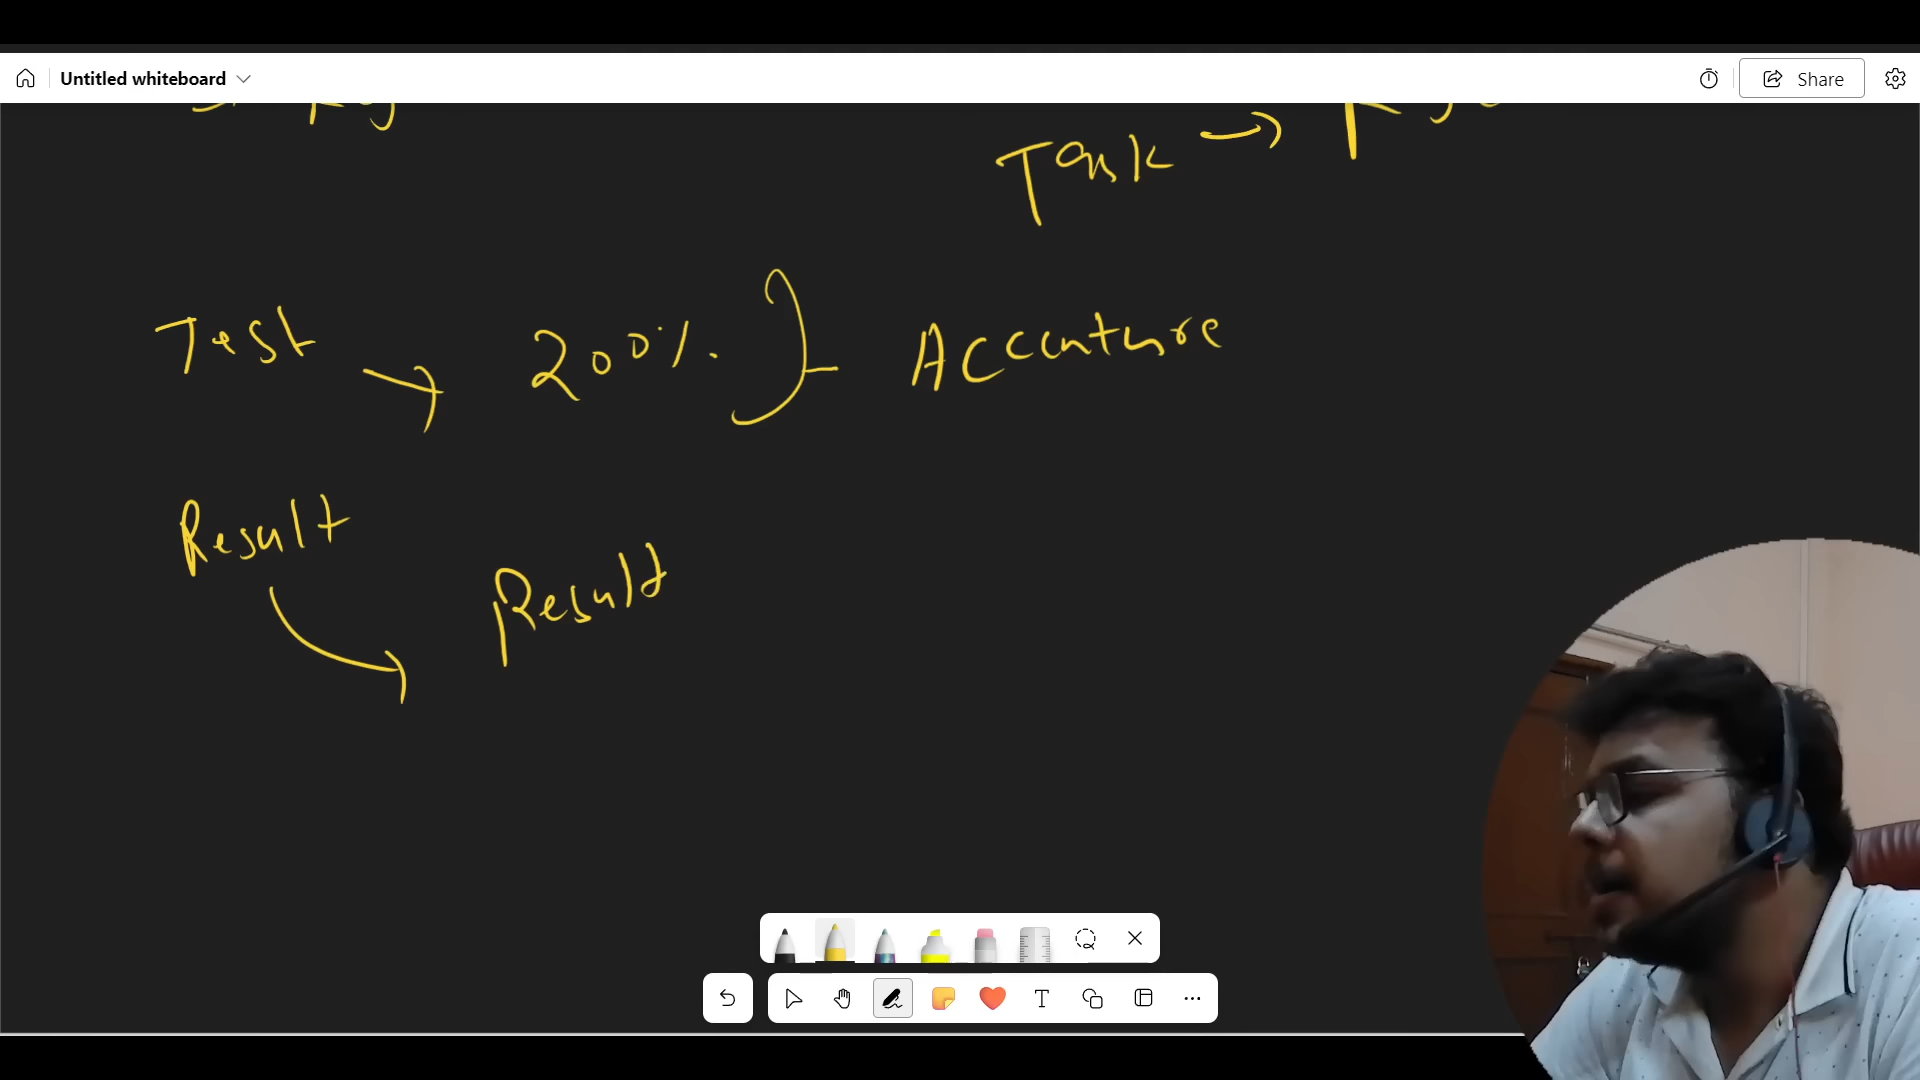 Untitled whiteboard
Share
Task →
Test → 200% } Accenture
Result
Result